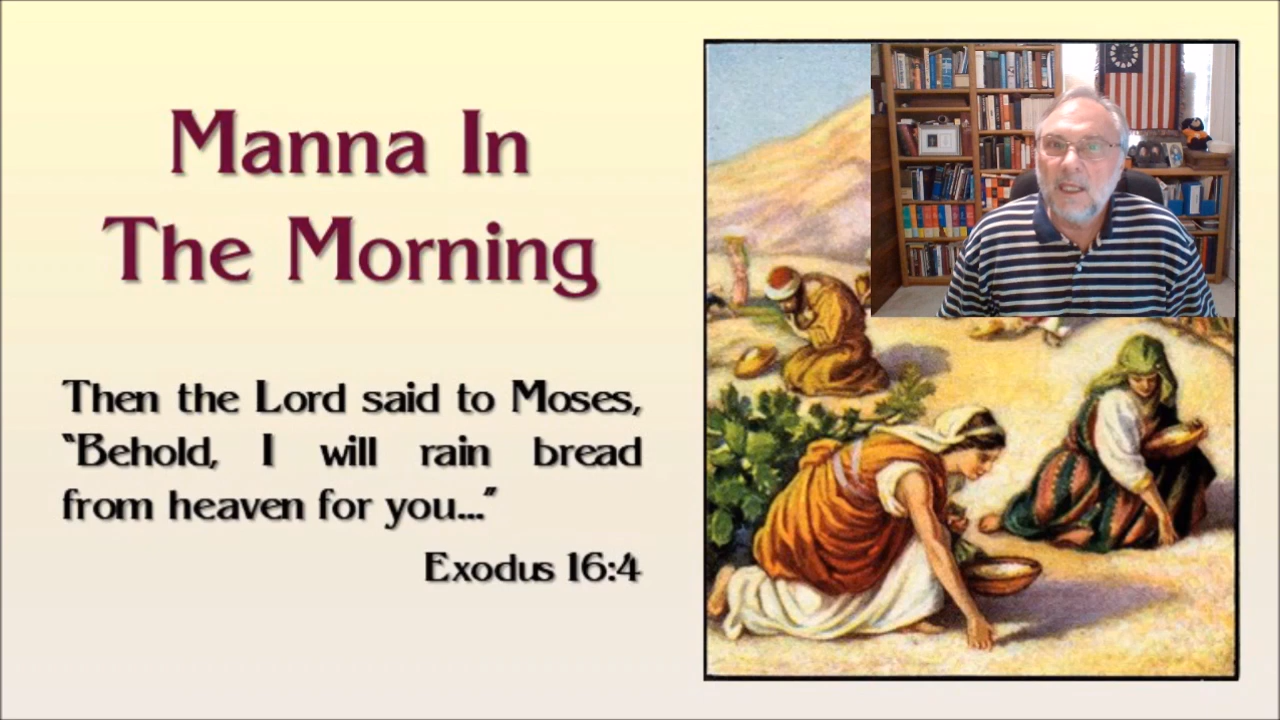 Manna In
The Morning
Then the Lord said to Moses,
“Behold, I will rain bread
from heaven for you...”
Exodus 16:4